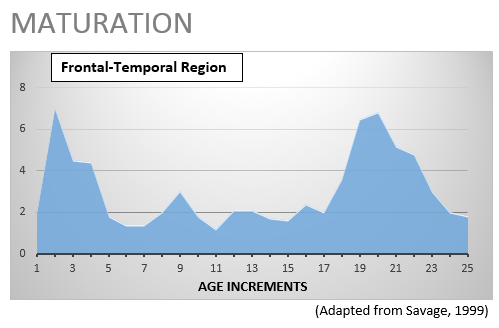 MATURATION
Frontal-Temporal Region
8
6
4
2
0
1 3 5 7 9 11 13 15 17 19 21 23 25
AGE INCREMENTS
(Adapted from Savage, 1999)